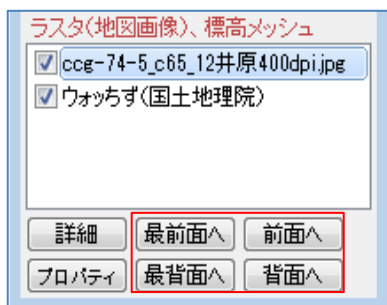 ラスタ(地図画像)、標高メッシュ
ccg-74-5_c65_12井原400dpi.jpg
ウォッちず(国土地理院)
詳細 最前面へ 前面へ
プロパティ 最背面へ 背面へ